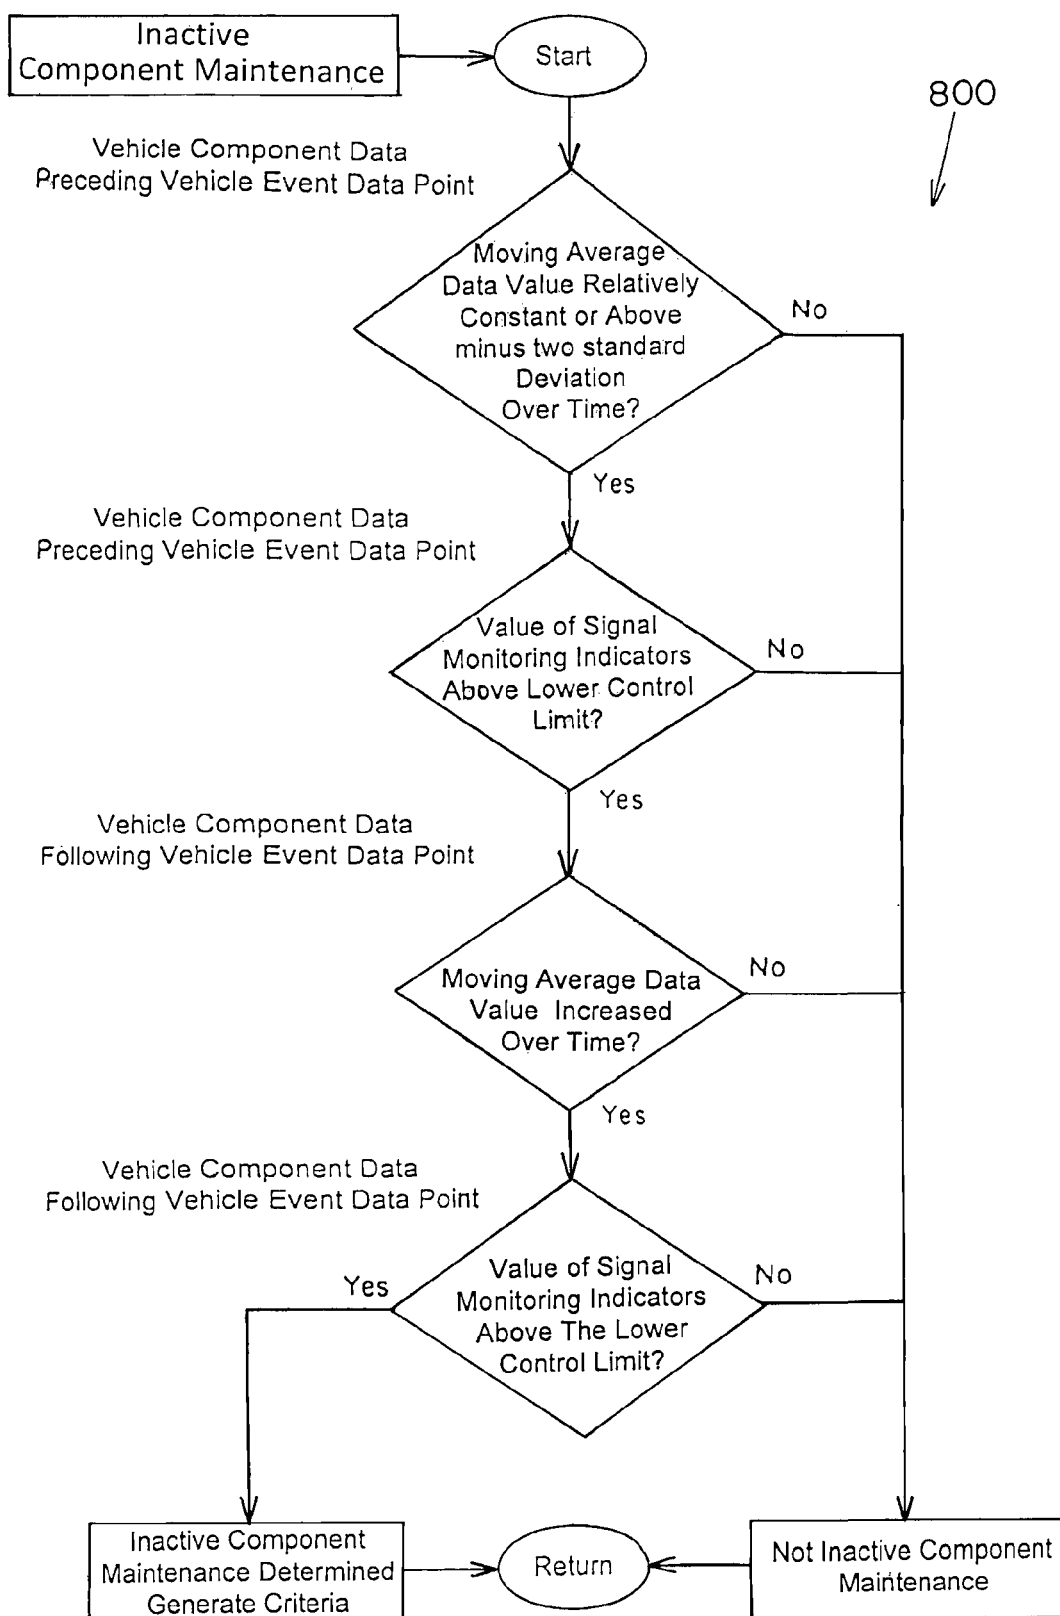 Inactive
Component Maintenance
Start
800
Vehicle Component Data
Preceding Vehicle Event Data Point
Moving Average
Data Value Relatively
Constant or Above
minus two standard
Deviation
Over Time?
No
Yes
Vehicle Component Data
Preceding Vehicle Event Data Point
Value of Signal
Monitoring Indicators
Above Lower Control
Limit?
No
Yes
Vehicle Component Data
Following Vehicle Event Data Point
Moving Average Data
Value Increased
Over Time?
No
Yes
Vehicle Component Data
Following Vehicle Event Data Point
Value of Signal
Monitoring Indicators
Above The Lower
Control Limit?
Yes
No
Inactive Component
Maintenance Determined
Generate Criteria
Return
Not Inactive Component
Maintenance